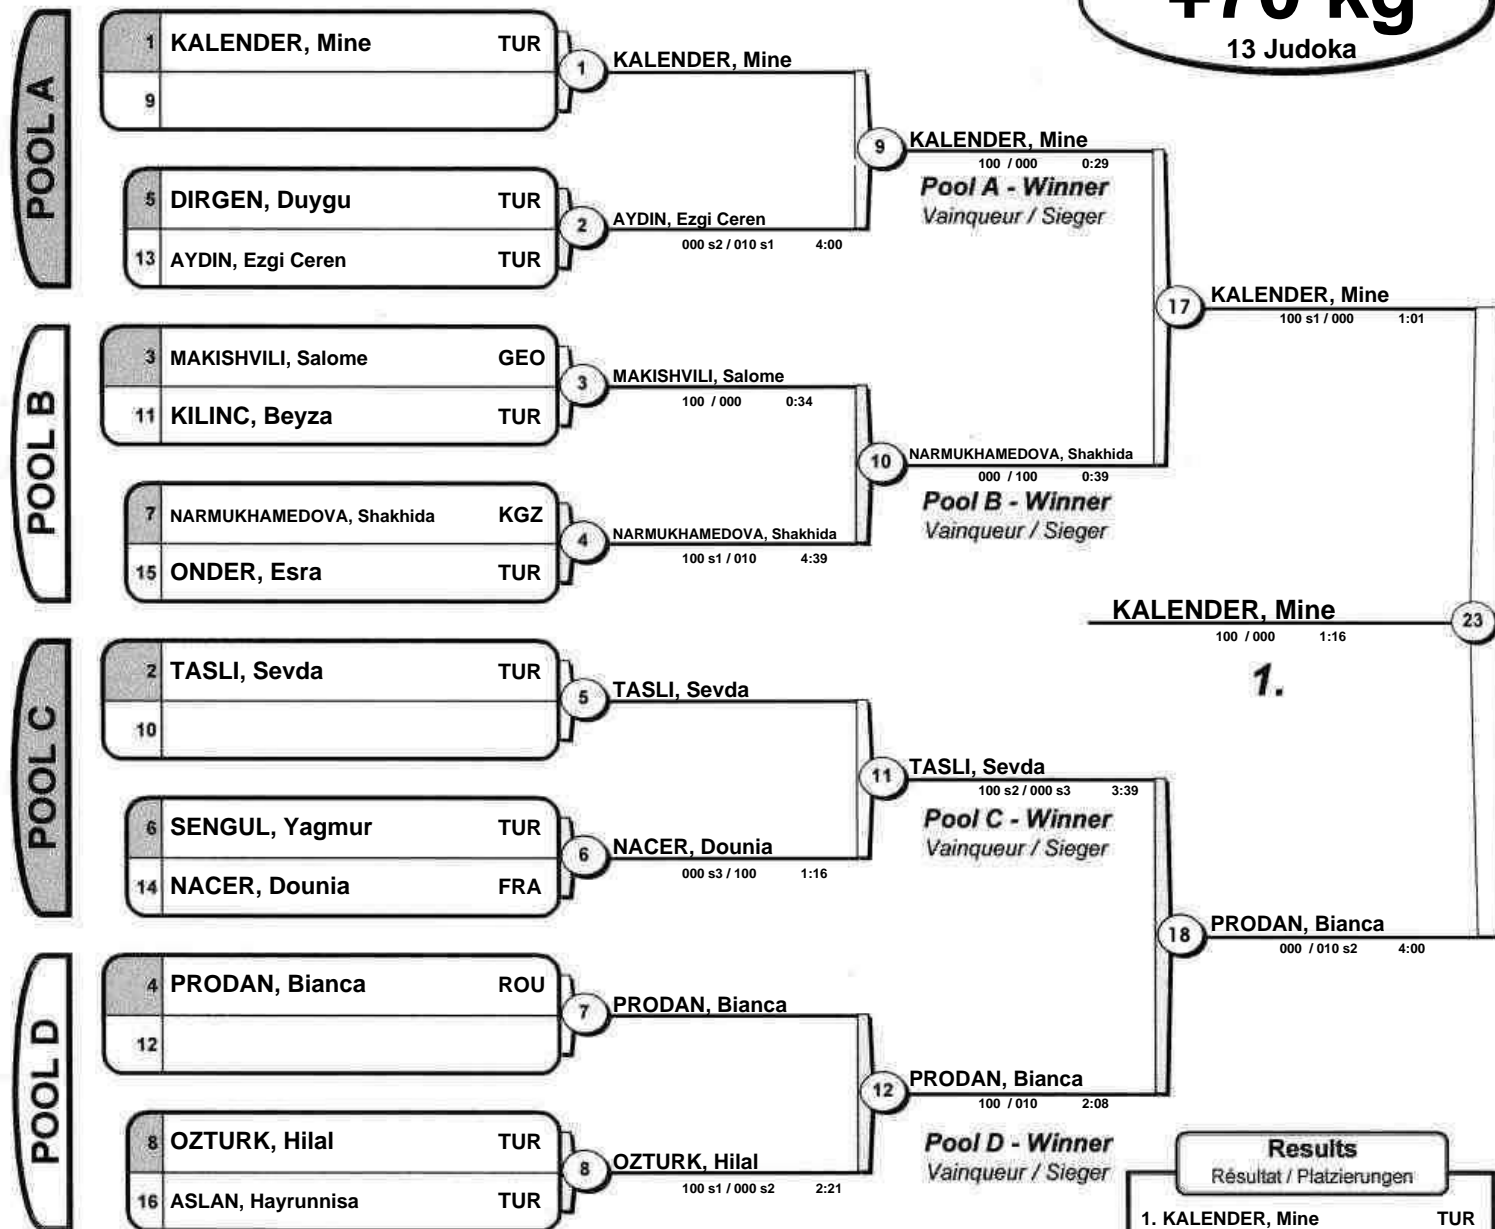 +70 kg
13 Judoka
POOL A
1 KALENDER, Mine TUR
9
1
KALENDER, Mine
5 DIRGEN, Duygu TUR
13 AYDIN, Ezgi Ceren TUR
2
AYDIN, Ezgi Ceren
000 s2 / 010 s1 4:00
9
KALENDER, Mine
100 / 000 0:29
Pool A - Winner
Vainqueur / Sieger
POOL B
3 MAKISHVILI, Salome GEO
11 KILINC, Beyza TUR
3
MAKISHVILI, Salome
100 / 000 0:34
7 NARMUKHAMEDOVA, Shakhida KGZ
15 ONDER, Esra TUR
4
NARMUKHAMEDOVA, Shakhida
100 s1 / 010 4:39
10
NARMUKHAMEDOVA, Shakhida
000 / 100 0:39
Pool B - Winner
Vainqueur / Sieger
17
KALENDER, Mine
100 s1 / 000 1:01
KALENDER, Mine
100 / 000 1:16
23
1.
POOL C
2 TASLI, Sevda TUR
10
5
TASLI, Sevda
6 SENGUL, Yagmur TUR
14 NACER, Dounia FRA
6
NACER, Dounia
000 s3 / 100 1:16
11
TASLI, Sevda
100 s2 / 000 s3 3:39
Pool C - Winner
Vainqueur / Sieger
18
PRODAN, Bianca
000 / 010 s2 4:00
POOL D
4 PRODAN, Bianca ROU
12
7
PRODAN, Bianca
8 OZTURK, Hilal TUR
16 ASLAN, Hayrunnisa TUR
8
OZTURK, Hilal
100 s1 / 000 s2 2:21
12
PRODAN, Bianca
100 / 010 2:08
Pool D - Winner
Vainqueur / Sieger
Results
Résultat / Platzierungen
1. KALENDER, Mine TUR